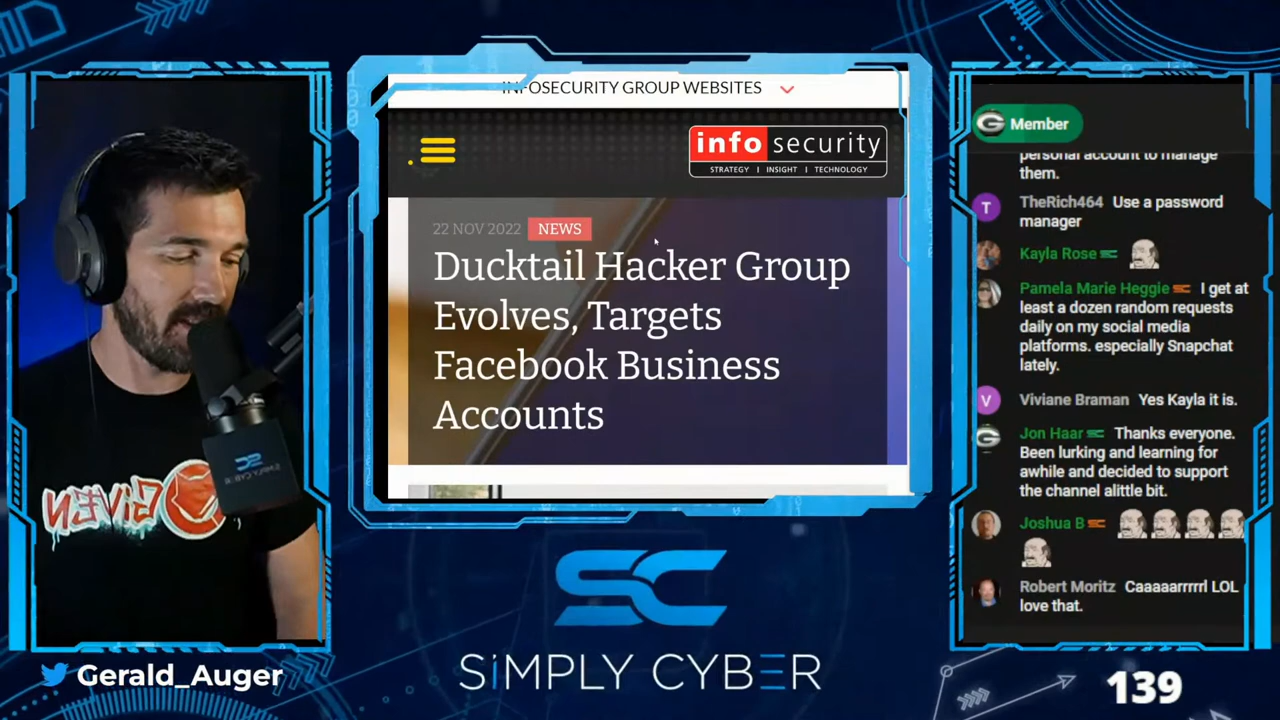 INFOSECURITY GROUP WEBSITES
info security
STRATEGY | INSIGHT | TECHNOLOGY
22 NOV 2022 NEWS
Ducktail Hacker Group
Evolves, Targets
Facebook Business
Accounts
Member
personal account to manage
them.
TheRich464 Use a password
manager
Kayla Rose
Pamela Marie Heggie I get at
least a dozen random requests
daily on my social media
platforms. especially Snapchat
lately.
Viviane Braman Yes Kayla it is.
Jon Haar Thanks everyone.
Been lurking and learning for
awhile and decided to support
the channel alittle bit.
Joshua B
Robert Moritz Caaaaarrrrrl LOL
love that.
SC
SIMPLY CYBER
Gerald_Auger
139
SIMPLY CYBER